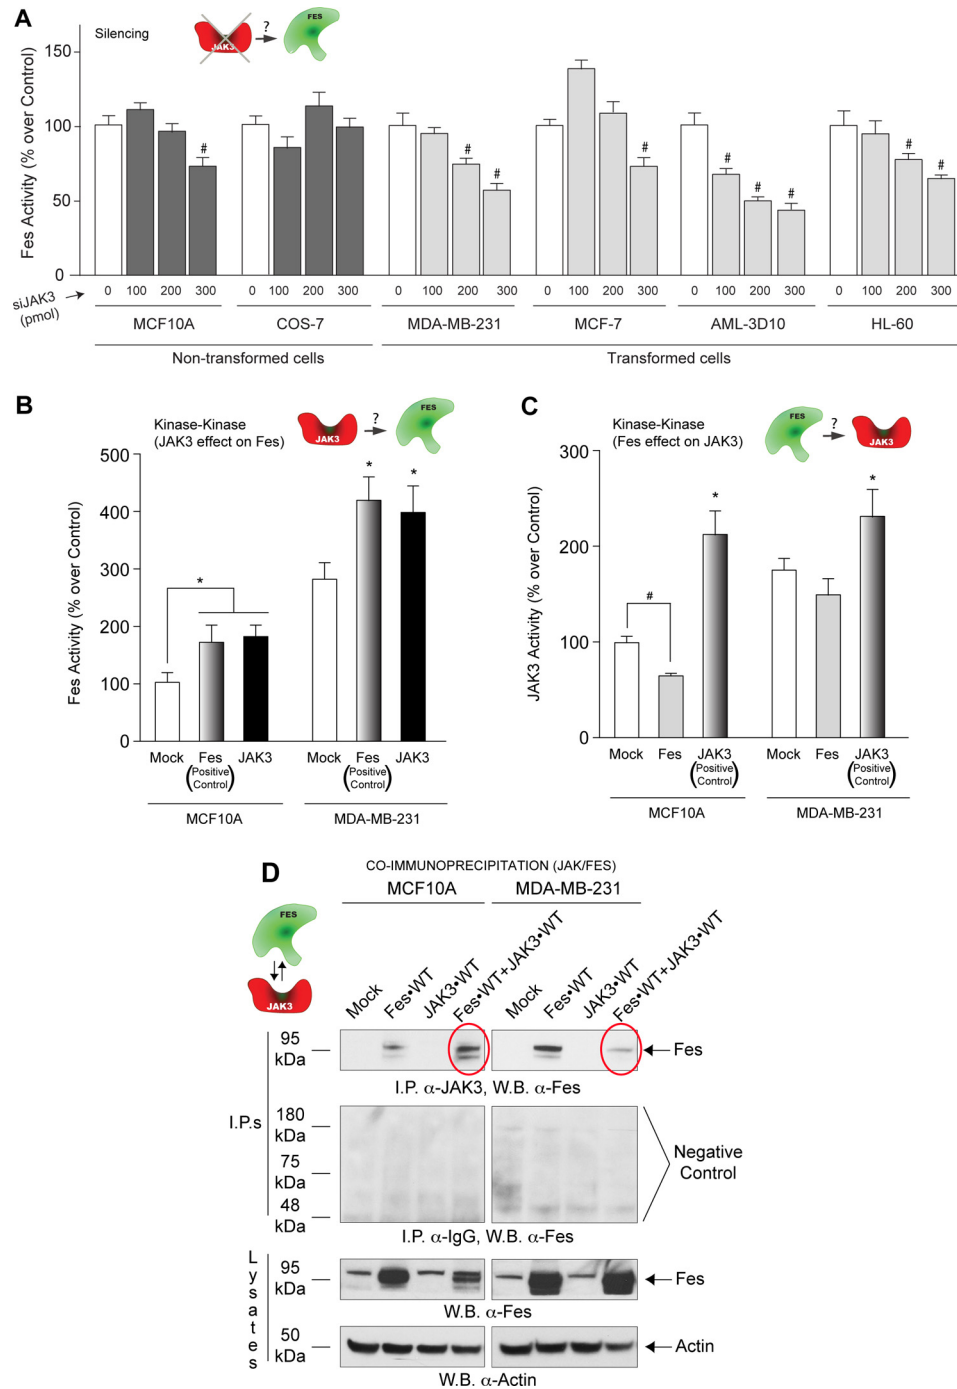 A
Silencing
JAK3
?
FES
Fes Activity (% over Control)
150
100
50
0
siJAK3
(pmol)
0 100 200 300 0 100 200 300 0 100 200 300 0 100 200 300 0 100 200 300 0 100 200 300
# # # # # # # # #
MCF10A COS-7 MDA-MB-231 MCF-7 AML-3D10 HL-60
Non-transformed cells Transformed cells
B
Kinase-Kinase
(JAK3 effect on Fes)
JAK3
?
FES
Fes Activity (% over Control)
500
400
300
200
100
0
* * *
Mock Fes JAK3 Mock Fes JAK3
(Positive Control) (Positive Control)
MCF10A MDA-MB-231
C
Kinase-Kinase
(Fes effect on JAK3)
FES
?
JAK3
JAK3 Activity (% over Control)
300
200
100
0
# * *
Mock Fes JAK3 Mock Fes JAK3
(Positive Control) (Positive Control)
MCF10A MDA-MB-231
D
CO-IMMUNOPRECIPITATION (JAK/FES)
MCF10A MDA-MB-231
FES
JAK3
Mock Fes•WT JAK3•WT Fes•WT+JAK3•WT Mock Fes•WT JAK3•WT Fes•WT+JAK3•WT
I.P.s
95
kDa
Fes
I.P. α-JAK3, W.B. α-Fes
180
kDa
75
kDa
48
kDa
Negative
Control
I.P. α-IgG, W.B. α-Fes
Lysates
95
kDa
Fes
W.B. α-Fes
50
kDa
Actin
W.B. α-Actin